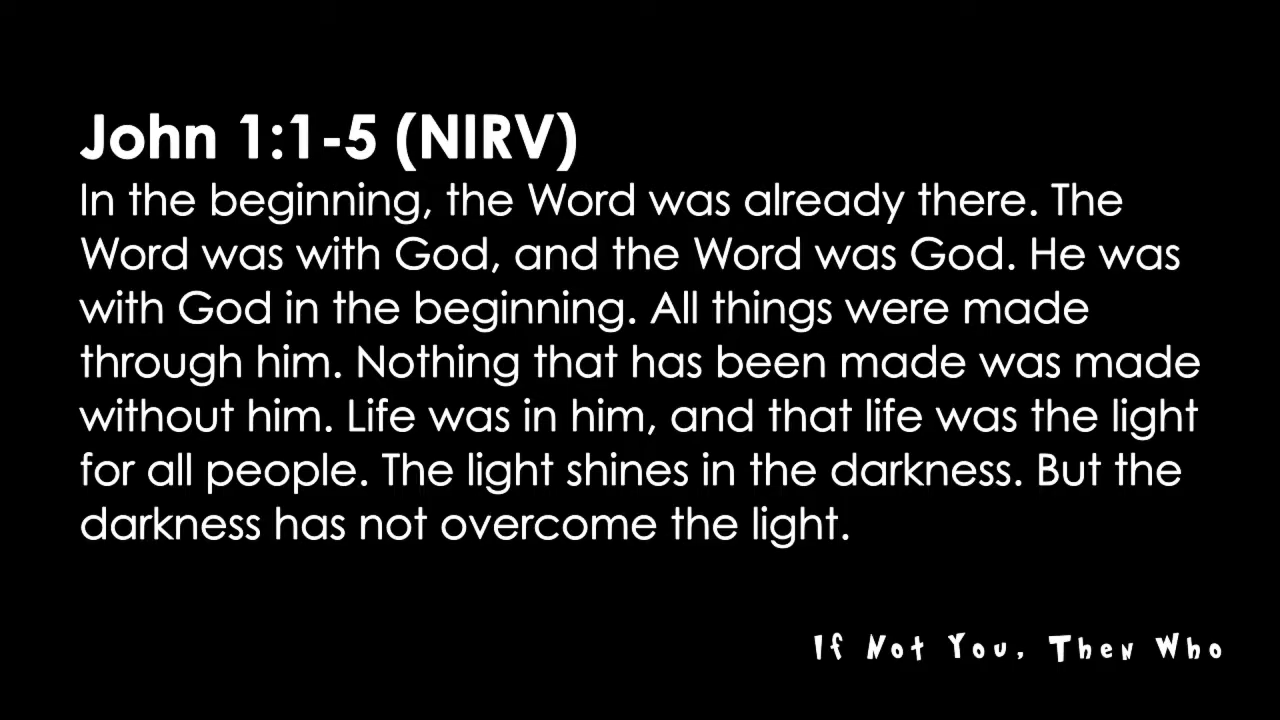 John 1:1-5 (NIRV)
In the beginning, the Word was already there. The
Word was with God, and the Word was God. He was
with God in the beginning. All things were made
through him. Nothing that has been made was made
without him. Life was in him, and that life was the light
for all people. The light shines in the darkness. But the
darkness has not overcome the light.
If Not You, Then Who